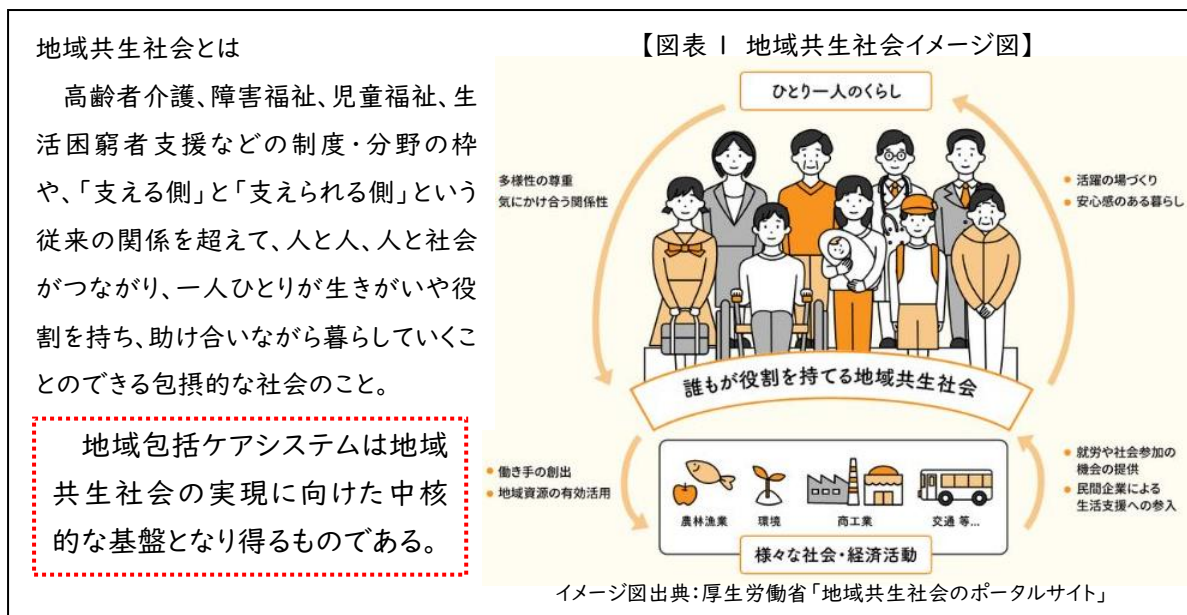 地域共生社会とは
高齢者介護、障害福祉、児童福祉、生
活困窮者支援などの制度・分野の枠
や、「支える側」と「支えられる側」という
従来の関係を超えて、人と人、人と社会
がつながり、一人ひとりが生きがいや役
割を持ち、助け合いながら暮らしていくこ
とのできる包摂的な社会のこと。
地域包括ケアシステムは地域
共生社会の実現に向けた中核
的な基盤となり得るものである。
【図表 1 地域共生社会イメージ図】
ひとり一人のくらし
多様性の尊重
気にかけ合う関係性
● 活躍の場づくり
● 安心感のある暮らし
誰もが役割を持てる地域共生社会
● 働き手の創出
● 地域資源の有効活用
農林漁業 環境 商工業 交通 等...
● 就労や社会参加の
機会の提供
● 民間企業による
生活支援への参入
様々な社会・経済活動
イメージ図出典:厚生労働省「地域共生社会のポータルサイト」